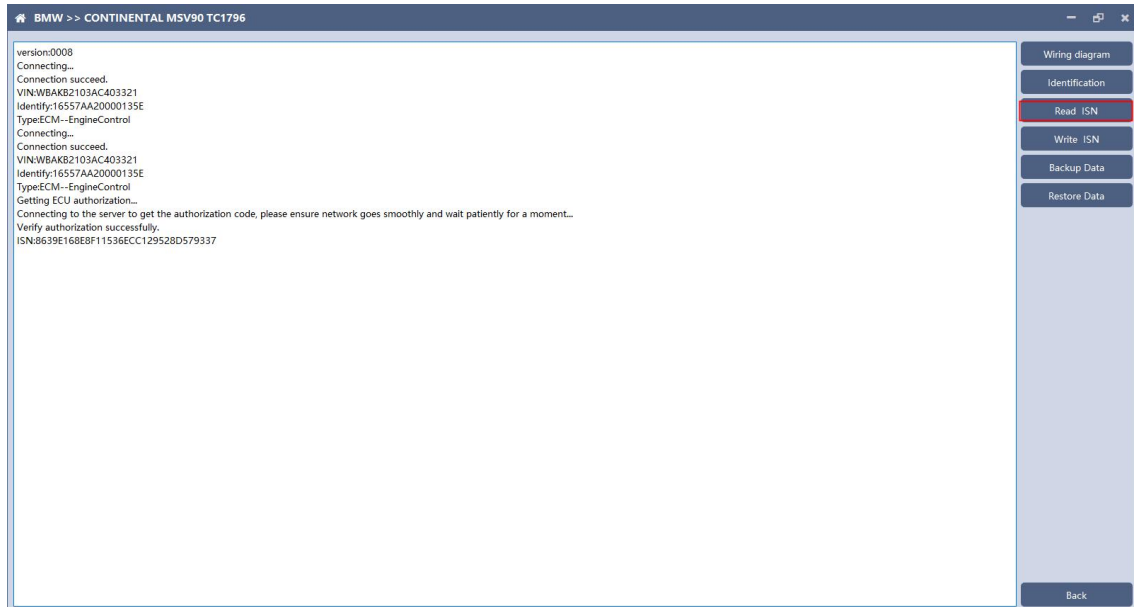 BMW >> CONTINENTAL MSV90 TC1796
version:0008
Connecting...
Connection succeed.
VIN:WBAKB2103AC403321
Identify:16557AA20000135E
Type:ECM--EngineControl
Connecting...
Connection succeed.
VIN:WBAKB2103AC403321
Identify:16557AA20000135E
Type:ECM--EngineControl
Getting ECU authorization...
Connecting to the server to get the authorization code, please ensure network goes smoothly and wait patiently for a moment...
Verify authorization successfully.
ISN:8639E168E8F11536ECC129528D579337
Wiring diagram
Identification
Read ISN
Write ISN
Backup Data
Restore Data
Back